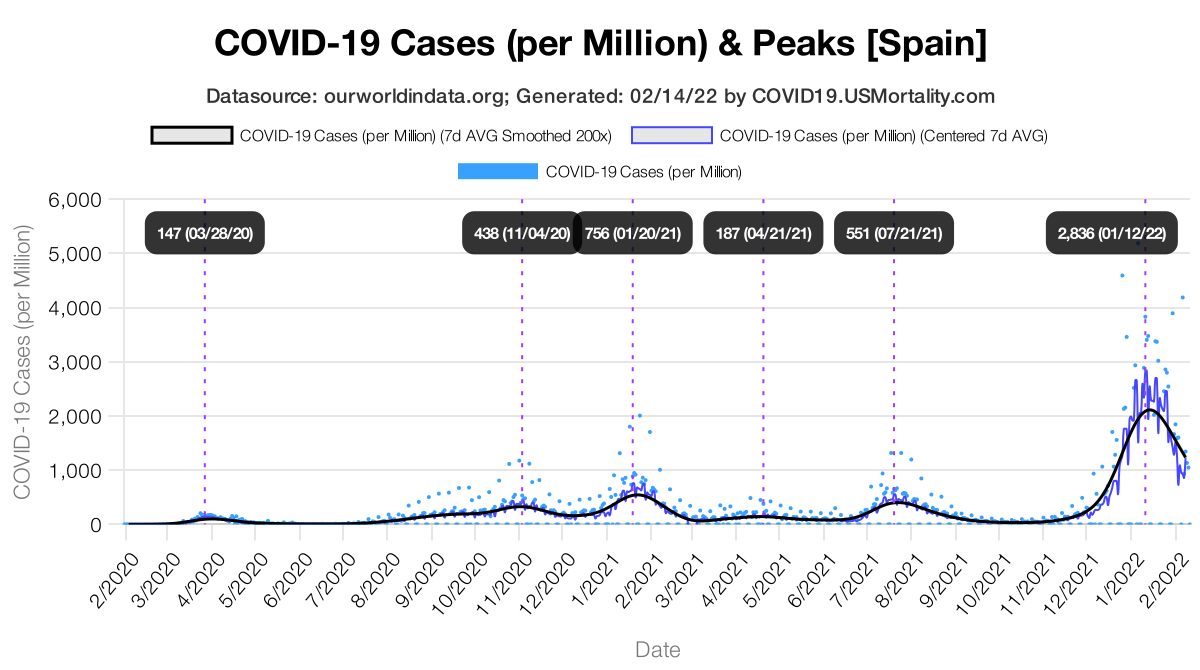 COVID-19 Cases (per Million) & Peaks [Spain]
Datasource: ourworldindata.org; Generated: 02/14/22 by COVID19.USMortality.com
COVID-19 Cases (per Million) (7d AVG Smoothed 200x) COVID-19 Cases (per Million) (Centered 7d AVG)
COVID-19 Cases (per Million)
COVID-19 Cases (per Million)
6,000
147 (03/28/20) 438 (11/04/20) 756 (01/20/21) 187 (04/21/21) 551 (07/21/21) 2,836 (01/12/22)
5,000
4,000
3,000
2,000
1,000
0
2/2020 3/2020 4/2020 5/2020 6/2020 7/2020 8/2020 9/2020 10/2020 11/2020 12/2020 1/2021 2/2021 3/2021 4/2021 5/2021 6/2021 7/2021 8/2021 9/2021 10/2021 11/2021 12/2021 1/2022 2/2022
Date